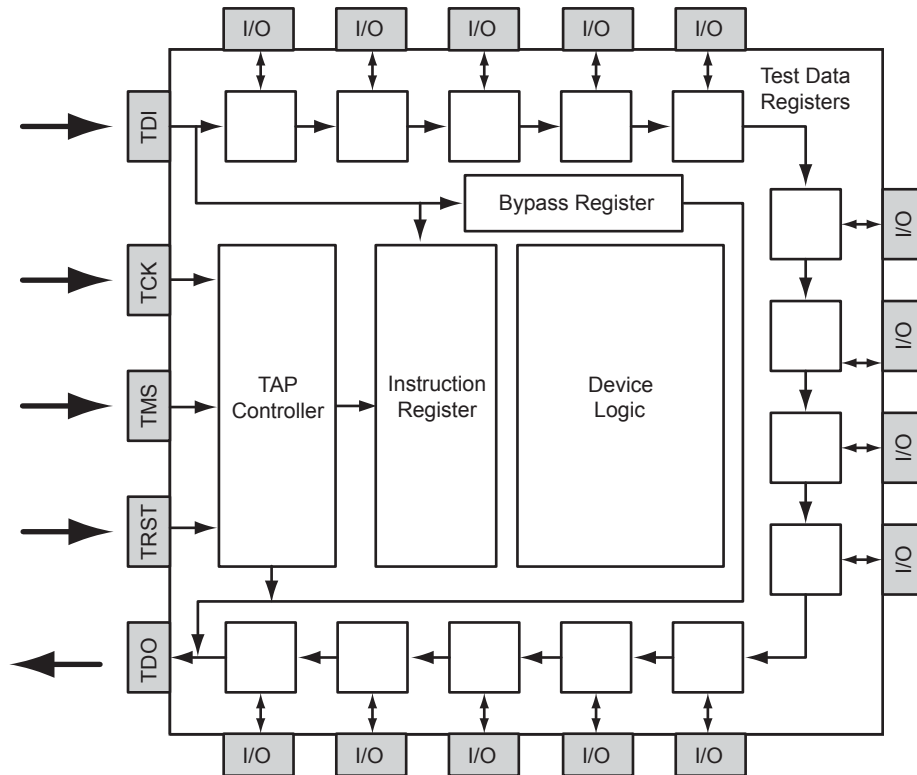 I/O I/O I/O I/O I/O
Test Data
Registers
TDI
Bypass Register
I/O
TCK
I/O
TAP
Controller
Instruction
Register
Device
Logic
TMS
I/O
TRST
I/O
TDO
I/O I/O I/O I/O I/O